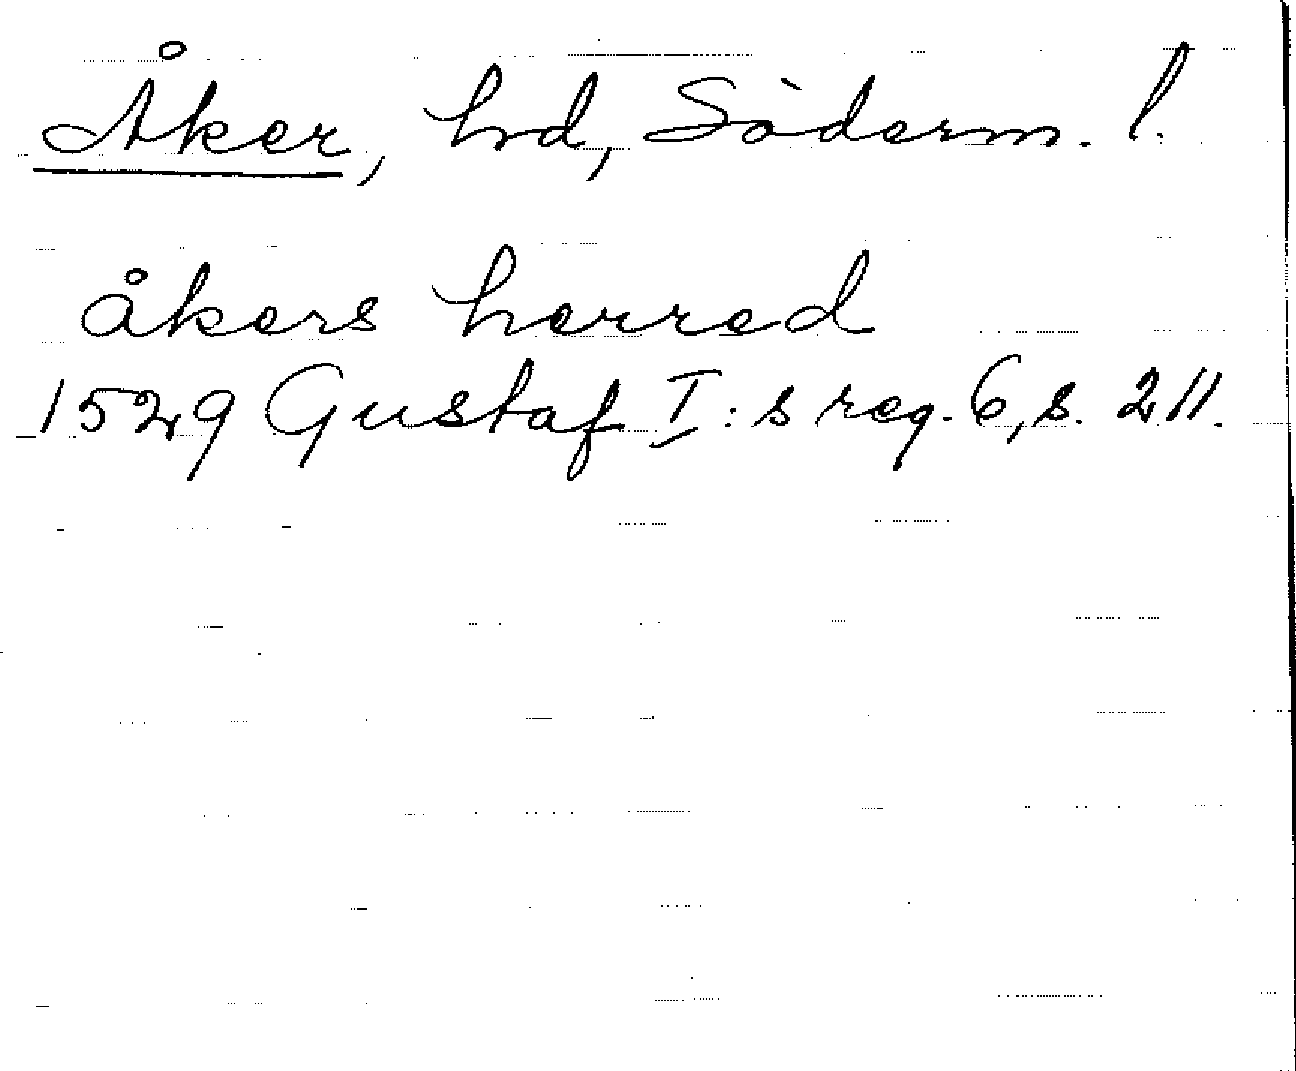 Åker, hd, Söderm. l.
åkers herred
1529 Gustaf I:s reg. 6, s. 211.